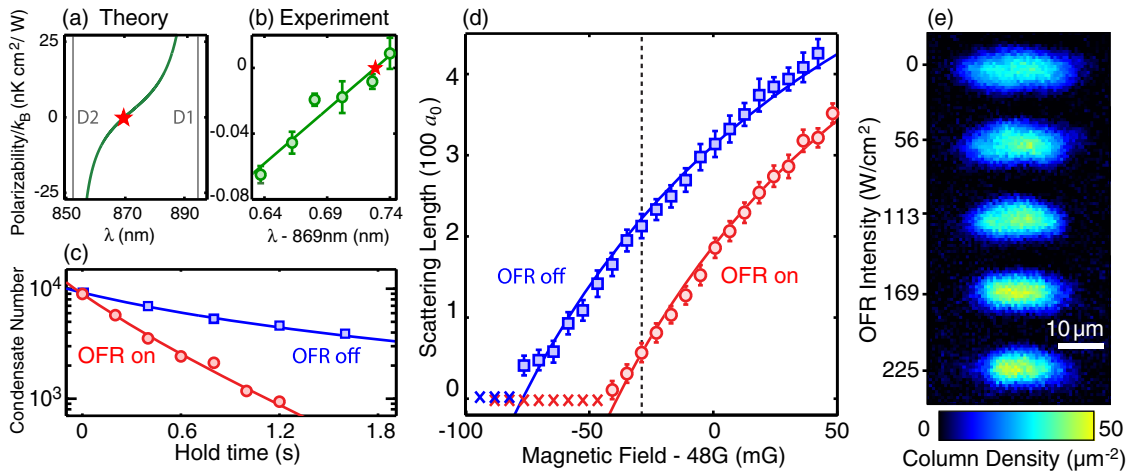 (a) Theory
Polarizability/k_B (nK cm²/ W)
25
0
-25
D2
D1
850
870
890
λ (nm)
(b) Experiment
0
-0.04
-0.08
0.64
0.69
0.74
λ - 869nm (nm)
(c)
Condensate Number
10⁴
10³
OFR on
OFR off
0
0.6
1.2
1.8
Hold time (s)
(d)
Scattering Length (100 a₀)
4
3
2
1
0
OFR off
OFR on
-100
-50
0
50
Magnetic Field - 48G (mG)
(e)
OFR Intensity (W/cm²)
0
56
113
169
225
10 μm
0
50
Column Density (μm⁻²)